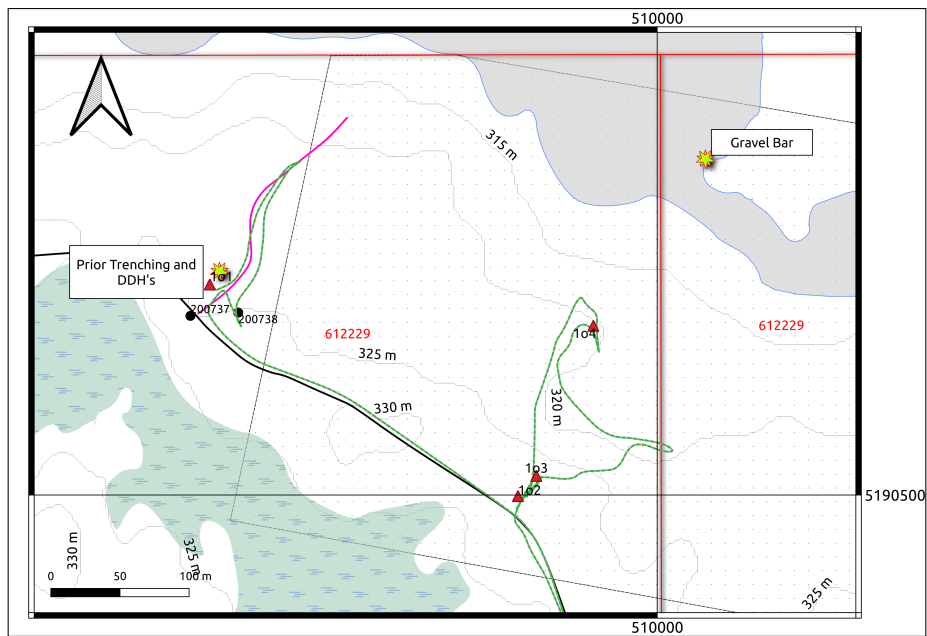 510000
315 m
Gravel Bar
Prior Trenching and
DDH's
1o1
200737
200738
612229
612229
1o4
325 m
320 m
330 m
1o3
1o2
5190500
330 m
325 m
325 m
0 50 100 m
510000